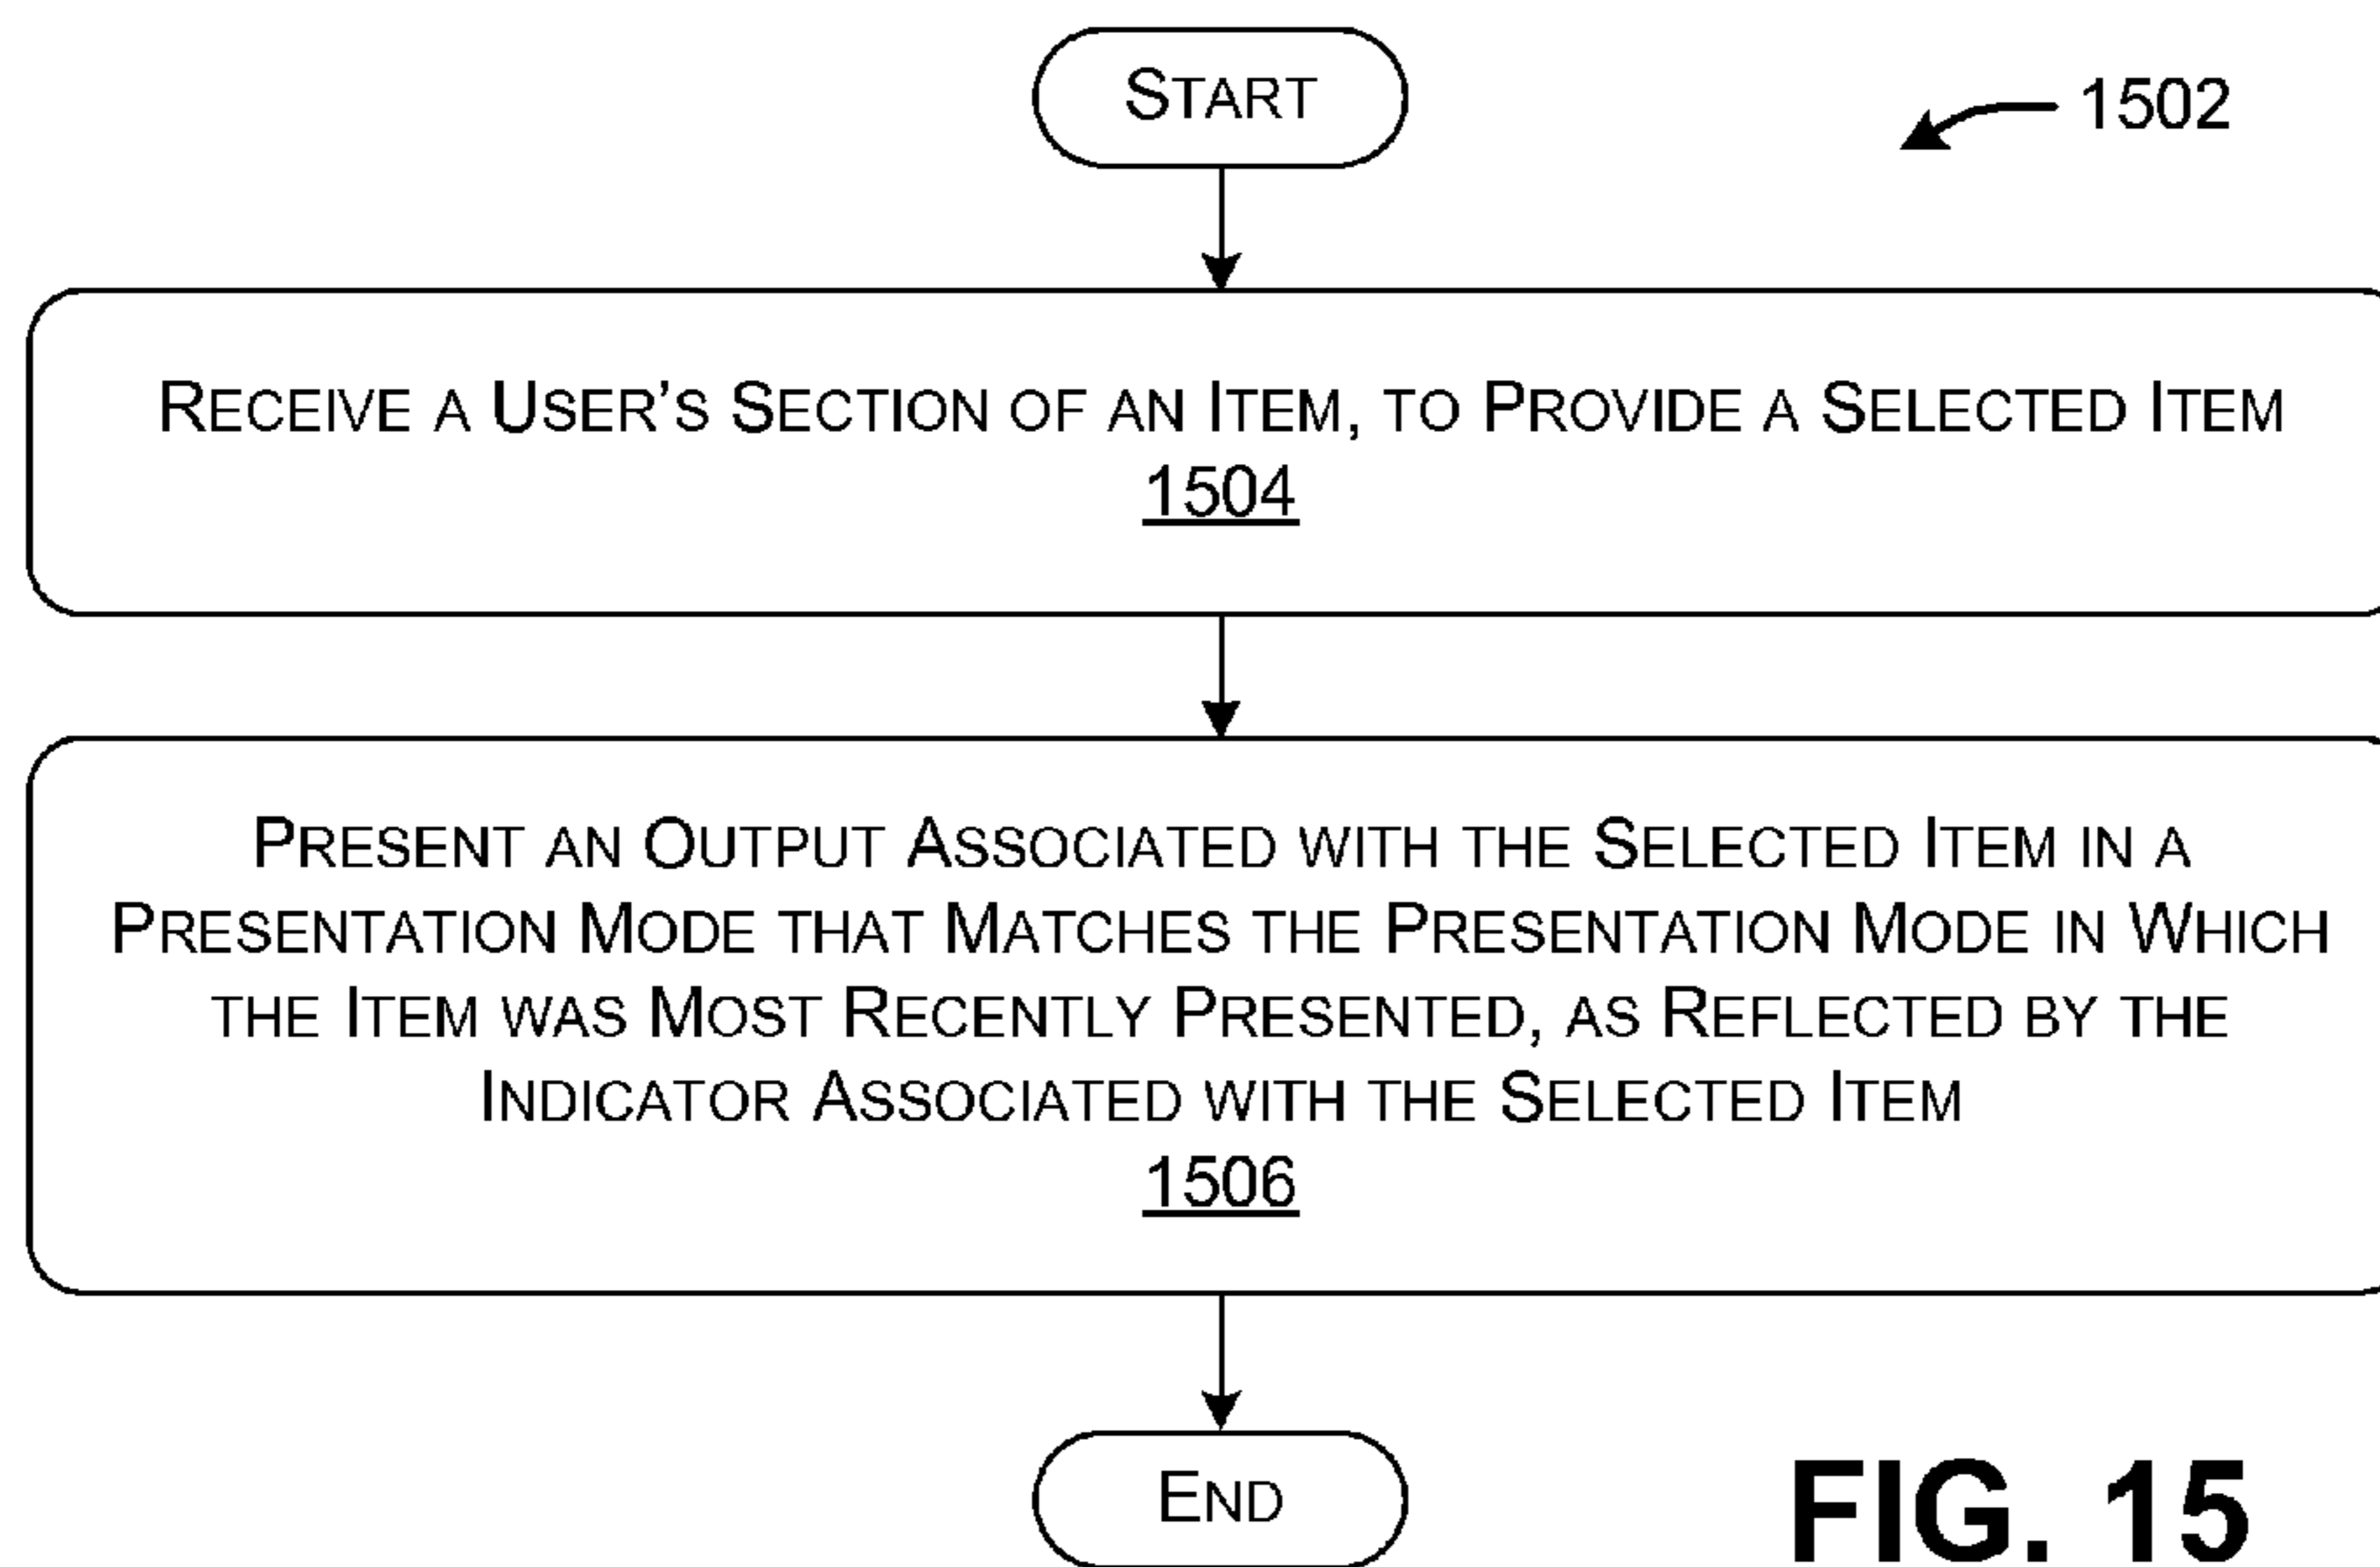 START
1502
RECEIVE A USER'S SECTION OF AN ITEM, TO PROVIDE A SELECTED ITEM
1504
PRESENT AN OUTPUT ASSOCIATED WITH THE SELECTED ITEM IN A
PRESENTATION MODE THAT MATCHES THE PRESENTATION MODE IN WHICH
THE ITEM WAS MOST RECENTLY PRESENTED, AS REFLECTED BY THE
INDICATOR ASSOCIATED WITH THE SELECTED ITEM
1506
END
FIG. 15